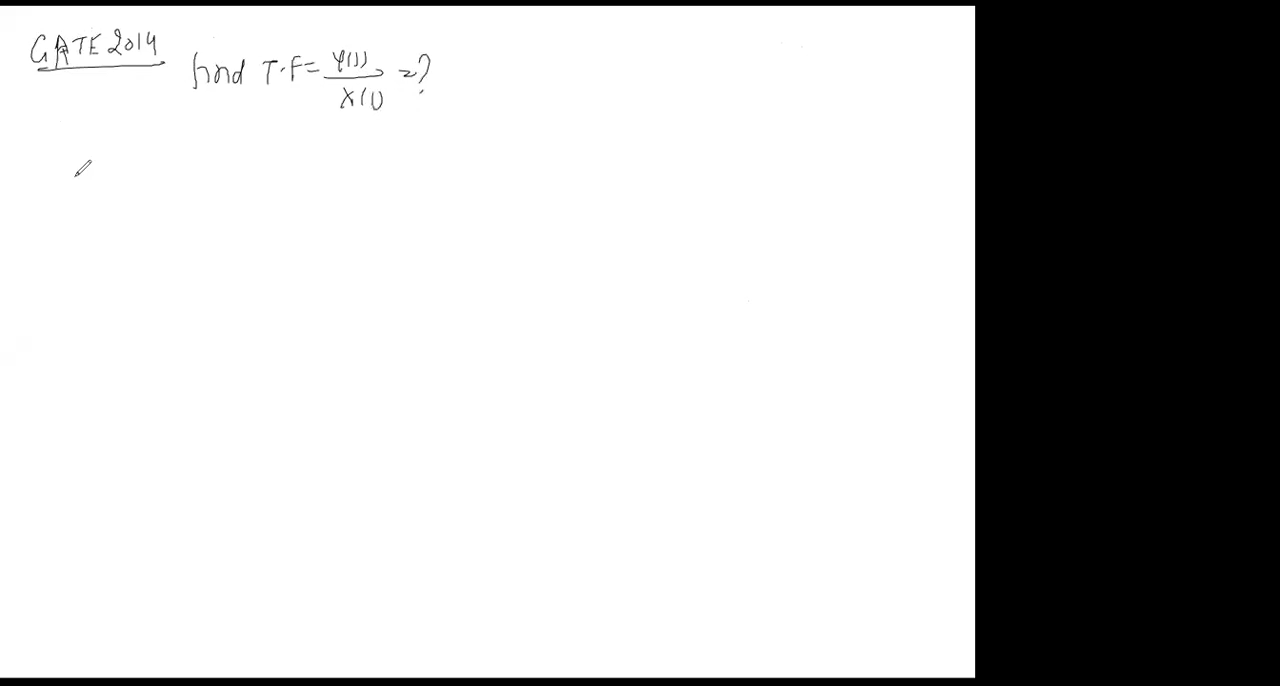 GATE 2014
find T.F = Y(s) / X(s) = ?